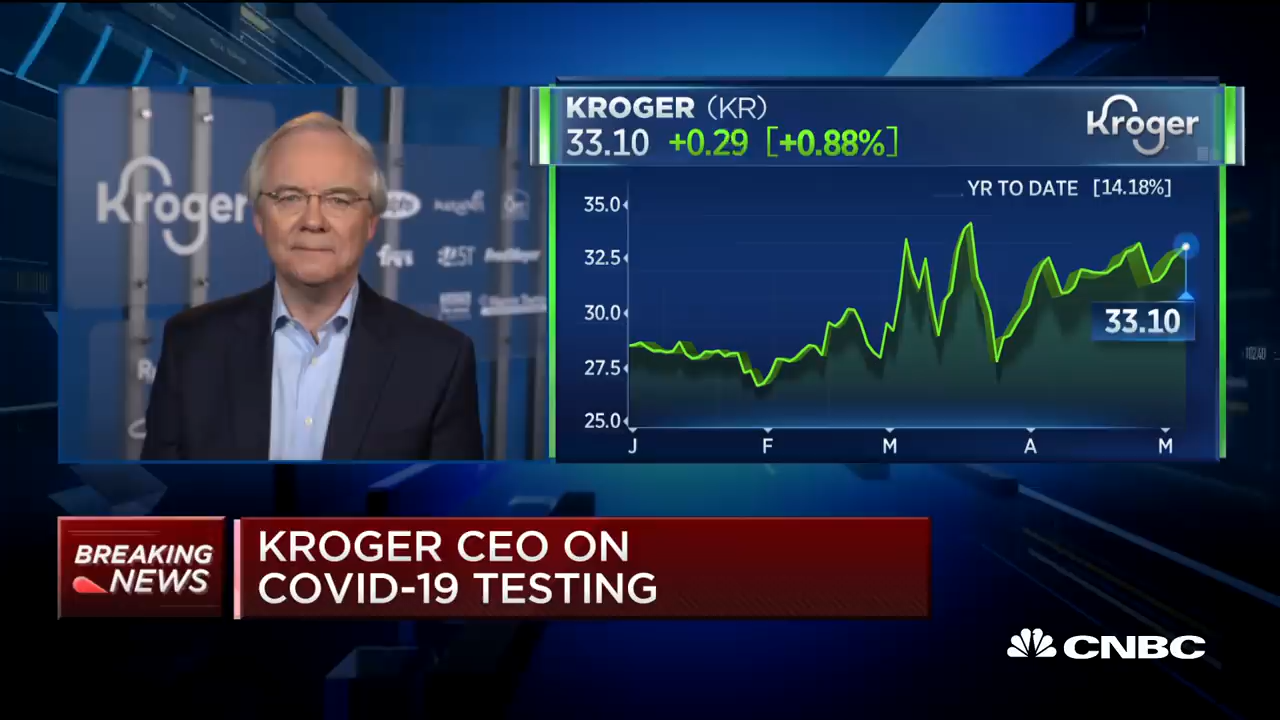 KROGER (KR)
33.10 +0.29 [+0.88%]
Kroger
YR TO DATE [14.18%]
35.0
32.5
30.0
27.5
25.0
J F M A M
33.10
Kroger
BREAKING
NEWS
KROGER CEO ON
COVID-19 TESTING
CNBC